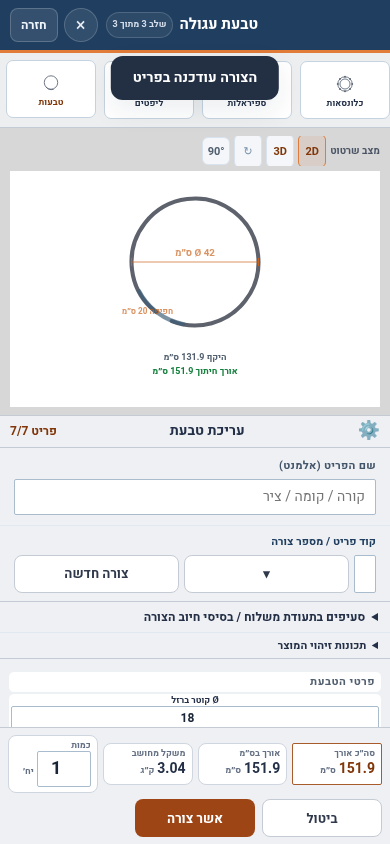 טבעת עגולה
שלב 3 מתוך 3
×
חזרה
הצורה עודכנה בפריט
כלונסאות
ספיראלות
ליפטים
טבעות
מצב שרטוט
2D
3D
↻
90°
Ø 42 ס״מ
חפיפה 20 ס״מ
היקף 131.9 ס״מ
אורך חיתוך 151.9 ס״מ
עריכת טבעת
פריט 7/7
שם הפריט (אלמנט)
קורה / קומה / ציר
קוד פריט / מספר צורה
▼
צורה חדשה
סעיפים בתעודת משלוח / בסיסי חיוב הצורה
תכונות זיהוי המוצר
פרטי הטבעת
Ø קוטר ברזל
18
סה״כ אורך
151.9 ס״מ
אורך בס״מ
151.9 ס״מ
משקל מחושב
3.04 ק״ג
כמות
1 יח׳
ביטול
אשר צורה